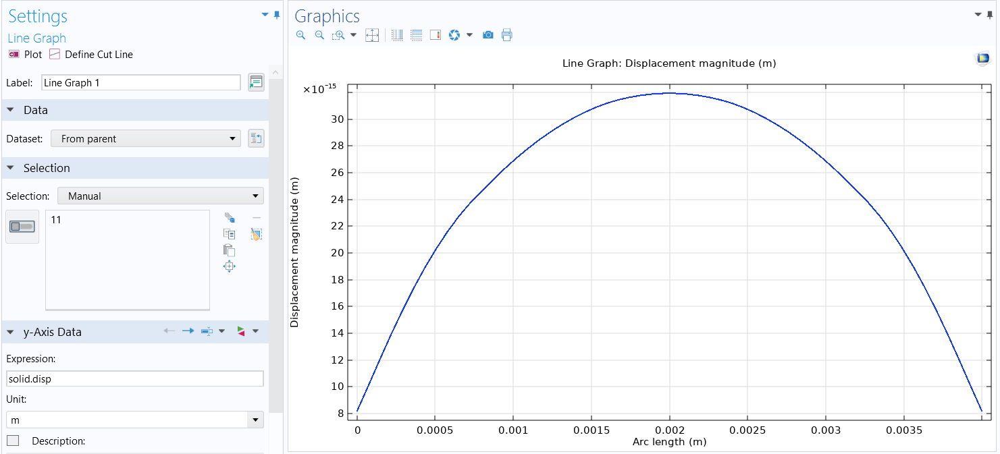 Settings
Line Graph
Plot Define Cut Line
Label: Line Graph 1
Data
Dataset: From parent
Selection
Selection: Manual
11
y-Axis Data
Expression:
solid.disp
Unit:
m
Description:
Graphics
Line Graph: Displacement magnitude (m)
×10⁻¹⁵
30
28
26
24
22
20
18
16
14
12
10
8
Displacement magnitude (m)
0 0.0005 0.001 0.0015 0.002 0.0025 0.003 0.0035
Arc length (m)